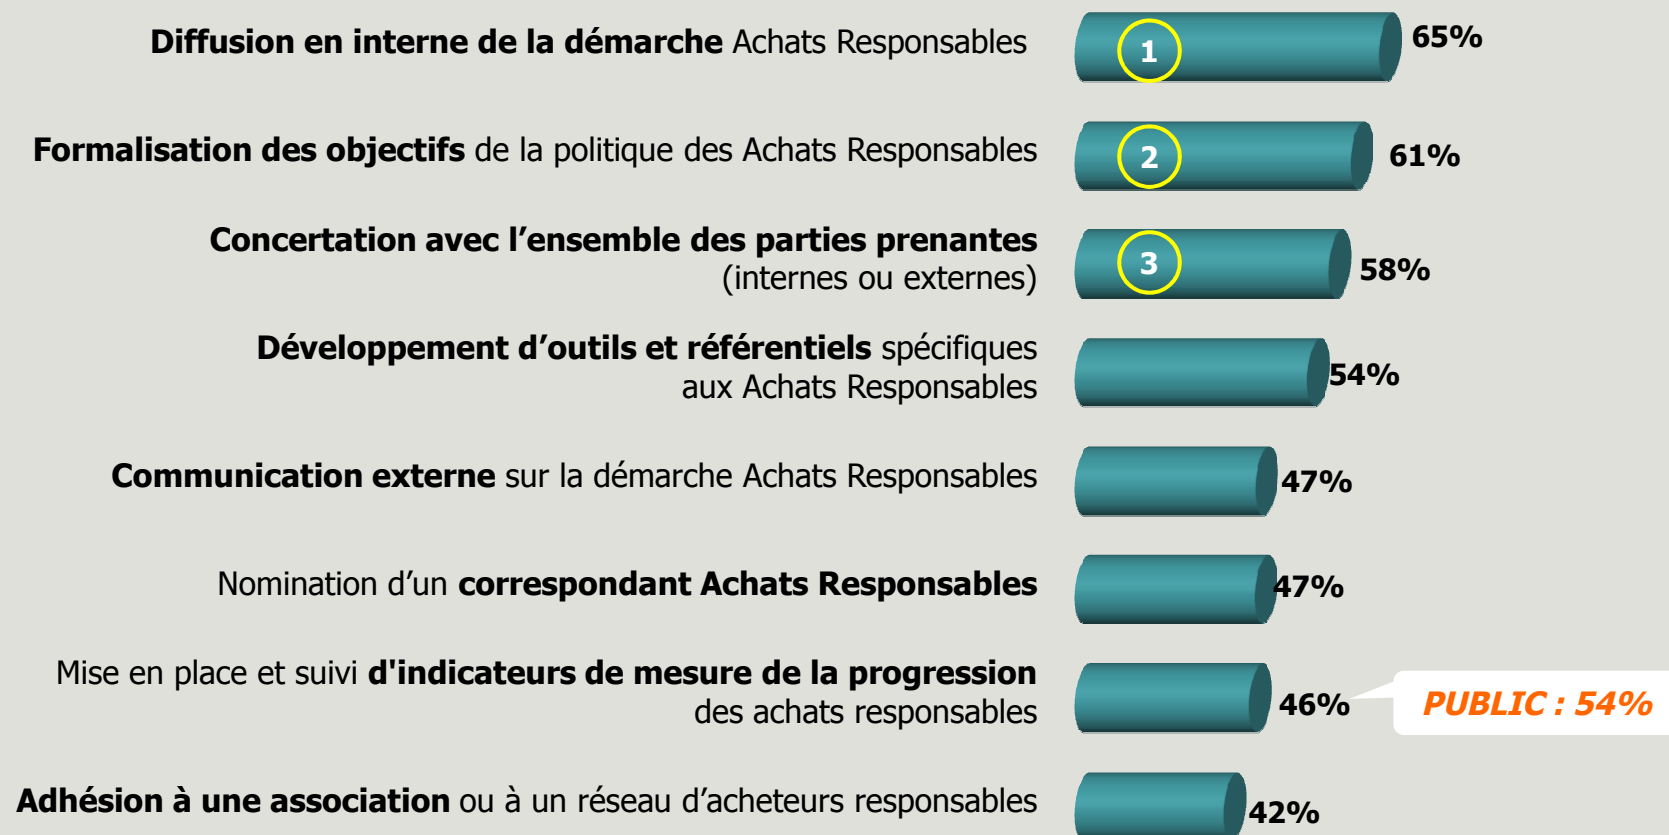 Diffusion en interne de la démarche Achats Responsables
1
65%
Formalisation des objectifs de la politique des Achats Responsables
2
61%
Concertation avec l’ensemble des parties prenantes
(internes ou externes)
3
58%
Développement d’outils et référentiels spécifiques
aux Achats Responsables
54%
Communication externe sur la démarche Achats Responsables
47%
Nomination d’un correspondant Achats Responsables
47%
Mise en place et suivi d'indicateurs de mesure de la progression
des achats responsables
46%
PUBLIC : 54%
Adhésion à une association ou à un réseau d’acheteurs responsables
42%